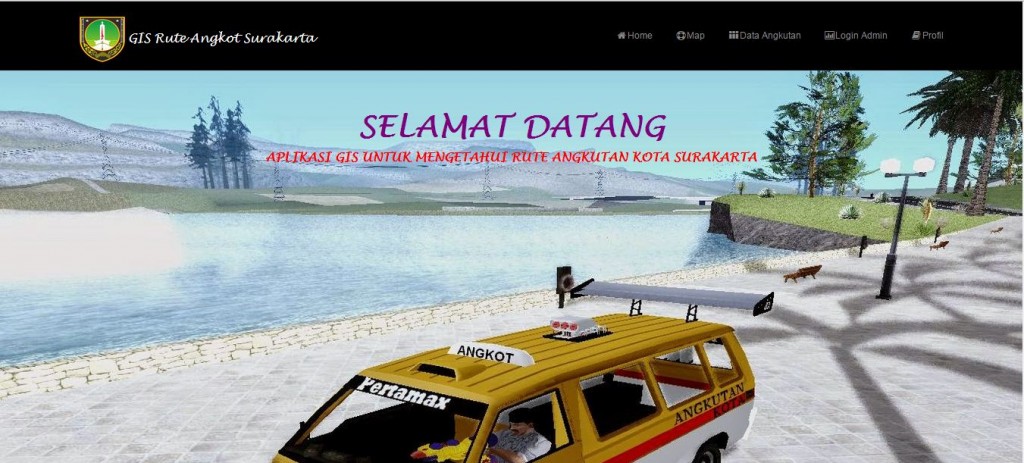 GIS Rute Angkot Surakarta
Home Map Data Angkutan Login Admin Profil
SELAMAT DATANG
APLIKASI GIS UNTUK MENGETAHUI RUTE ANGKUTAN KOTA SURAKARTA
ANGKOT
Pertamax
ANGKUTAN
KOTA